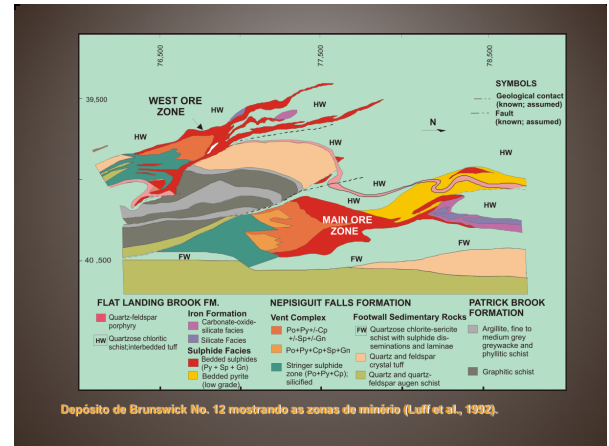 76,500
77,500
78,500
39,500
40 ,500
SYMBOLS
Geological contact
(known; assumed)
Fault
(known; assumed)
N
WEST ORE
ZONE
HW
HW
HW
HW
HW
HW
HW
HW
HW
MAIN ORE
ZONE
FW
FW
FW
FLAT LANDING BROOK FM.
Quartz-feldspar
porphyry
HW Quartzose chloritic
schist;interbedded tuff
NEPISIGUIT FALLS FORMATION
Iron Formation
Carbonate-oxide-
silicate facies
Silicate Facies
Sulphide Facies
Bedded sulphides
(Py + Sp + Gn)
Bedded pyrite
(low grade)
Vent Complex
Po+Py+/-Cp
+/-Sp+/-Gn
Po+Py+Cp+Sp+Gn
Stringer sulphide
zone (Po+Py+Cp);
silicified
Footwall Sedimentary Rocks
FW Quartzose chlorite-sericite
schist with sulphide dis-
seminations and laminae
Quartz and feldspar
crystal tuff
Quartz and quartz-
feldspar augen schist
PATRICK BROOK
FORMATION
Argillite, fine to
medium grey
greywacke and
phyllitic schist
Graphitic schist
Depósito de Brunswick No. 12 mostrando as zonas de minério (Luff et al., 1992).